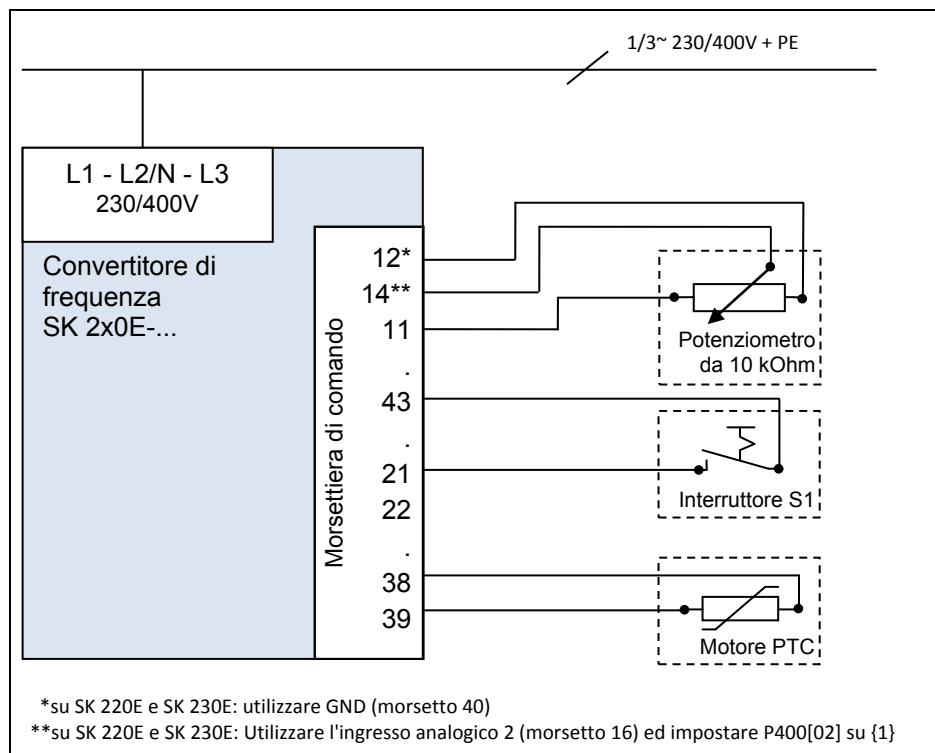 1/3~ 230/400V + PE
L1 - L2/N - L3
230/400V
Convertitore di
frequenza
SK 2x0E-...
Morsettiera di comando
12*
14**
11
.
43
.
21
22
.
38
39
Potenziometro
da 10 kOhm
Interruttore S1
Motore PTC
*su SK 220E e SK 230E: utilizzare GND (morsetto 40)
**su SK 220E e SK 230E: Utilizzare l'ingresso analogico 2 (morsetto 16) ed impostare P400[02] su {1}